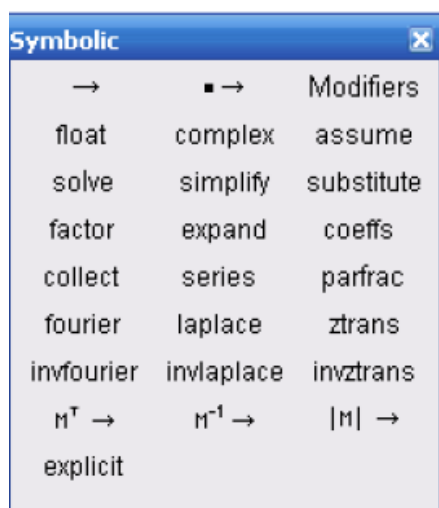 Symbolic
→ ▪ → Modifiers
float complex assume
solve simplify substitute
factor expand coeffs
collect series parfrac
fourier laplace ztrans
invfourier invlaplace invztrans
Mᵀ → M⁻¹ → |M| →
explicit